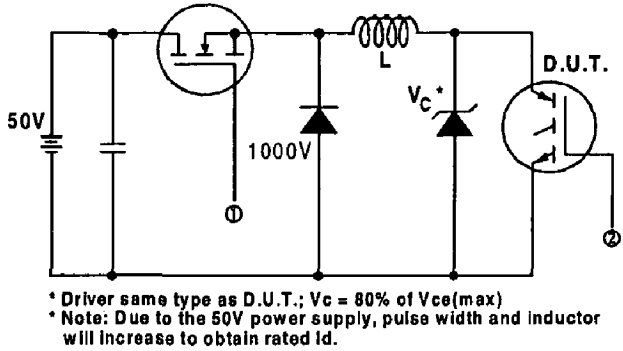 D.U.T.
L
Vc *
50V
1000V
①
②
* Driver same type as D.U.T.; Vc = 80% of Vce(max)
* Note: Due to the 50V power supply, pulse width and inductor
will increase to obtain rated Id.